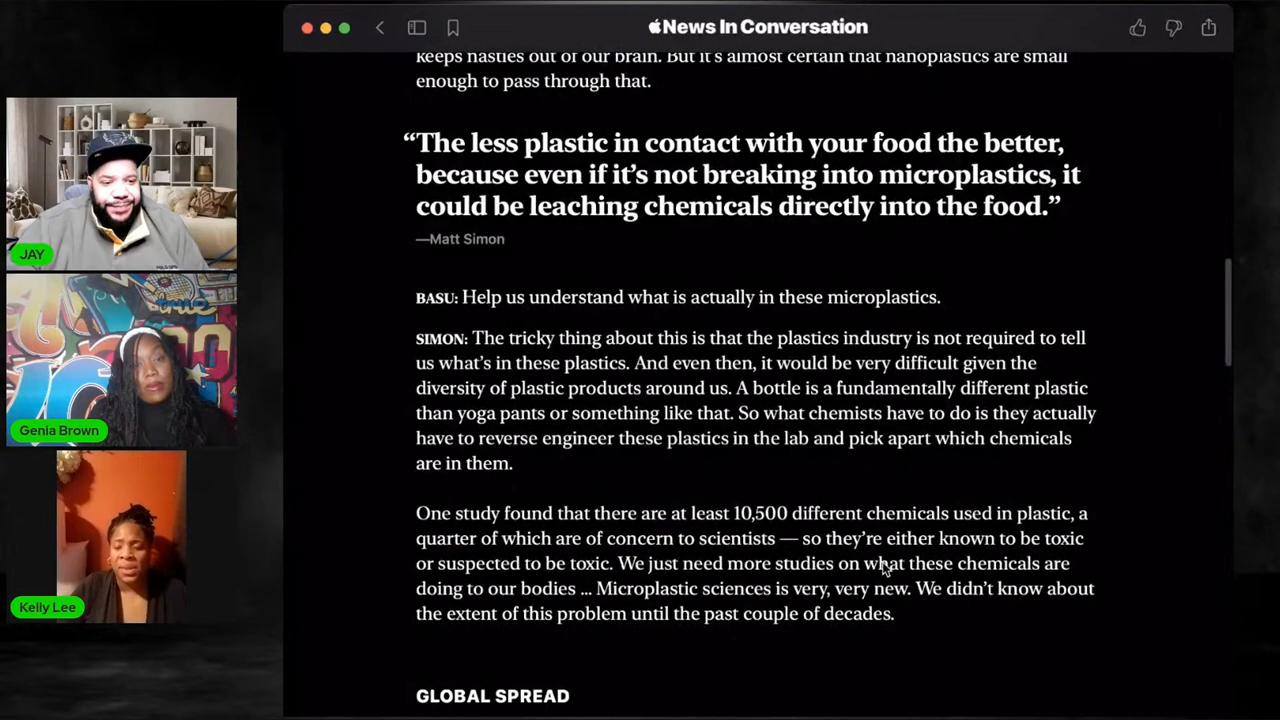 News In Conversation
keeps nasties out of our brain. But it's almost certain that nanoplastics are small
enough to pass through that.
“The less plastic in contact with your food the better,
because even if it’s not breaking into microplastics, it
could be leaching chemicals directly into the food.”
—Matt Simon
BASU: Help us understand what is actually in these microplastics.
SIMON: The tricky thing about this is that the plastics industry is not required to tell
us what’s in these plastics. And even then, it would be very difficult given the
diversity of plastic products around us. A bottle is a fundamentally different plastic
than yoga pants or something like that. So what chemists have to do is they actually
have to reverse engineer these plastics in the lab and pick apart which chemicals
are in them.
One study found that there are at least 10,500 different chemicals used in plastic, a
quarter of which are of concern to scientists — so they’re either known to be toxic
or suspected to be toxic. We just need more studies on what these chemicals are
doing to our bodies ... Microplastic sciences is very, very new. We didn’t know about
the extent of this problem until the past couple of decades.
GLOBAL SPREAD
JAY
Genia Brown
Kelly Lee